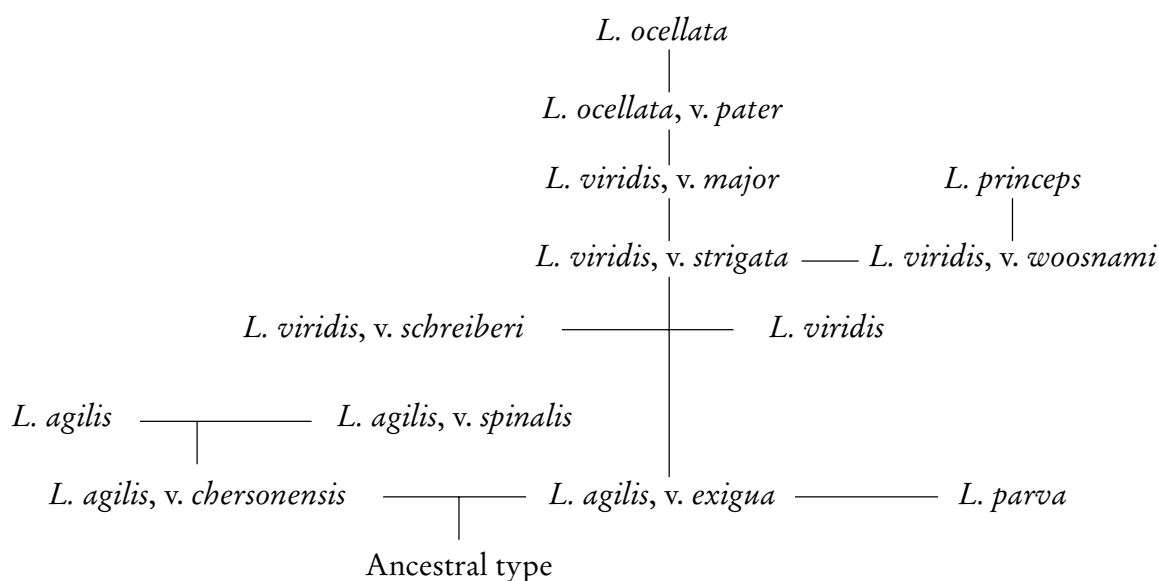 L. ocellata
L. ocellata, v. pater
L. viridis, v. major
L. princeps
L. viridis, v. strigata
L. viridis, v. woosnami
L. viridis, v. schreiberi
L. viridis
L. agilis
L. agilis, v. spinalis
L. agilis, v. chersonensis
L. agilis, v. exigua
L. parva
Ancestral type